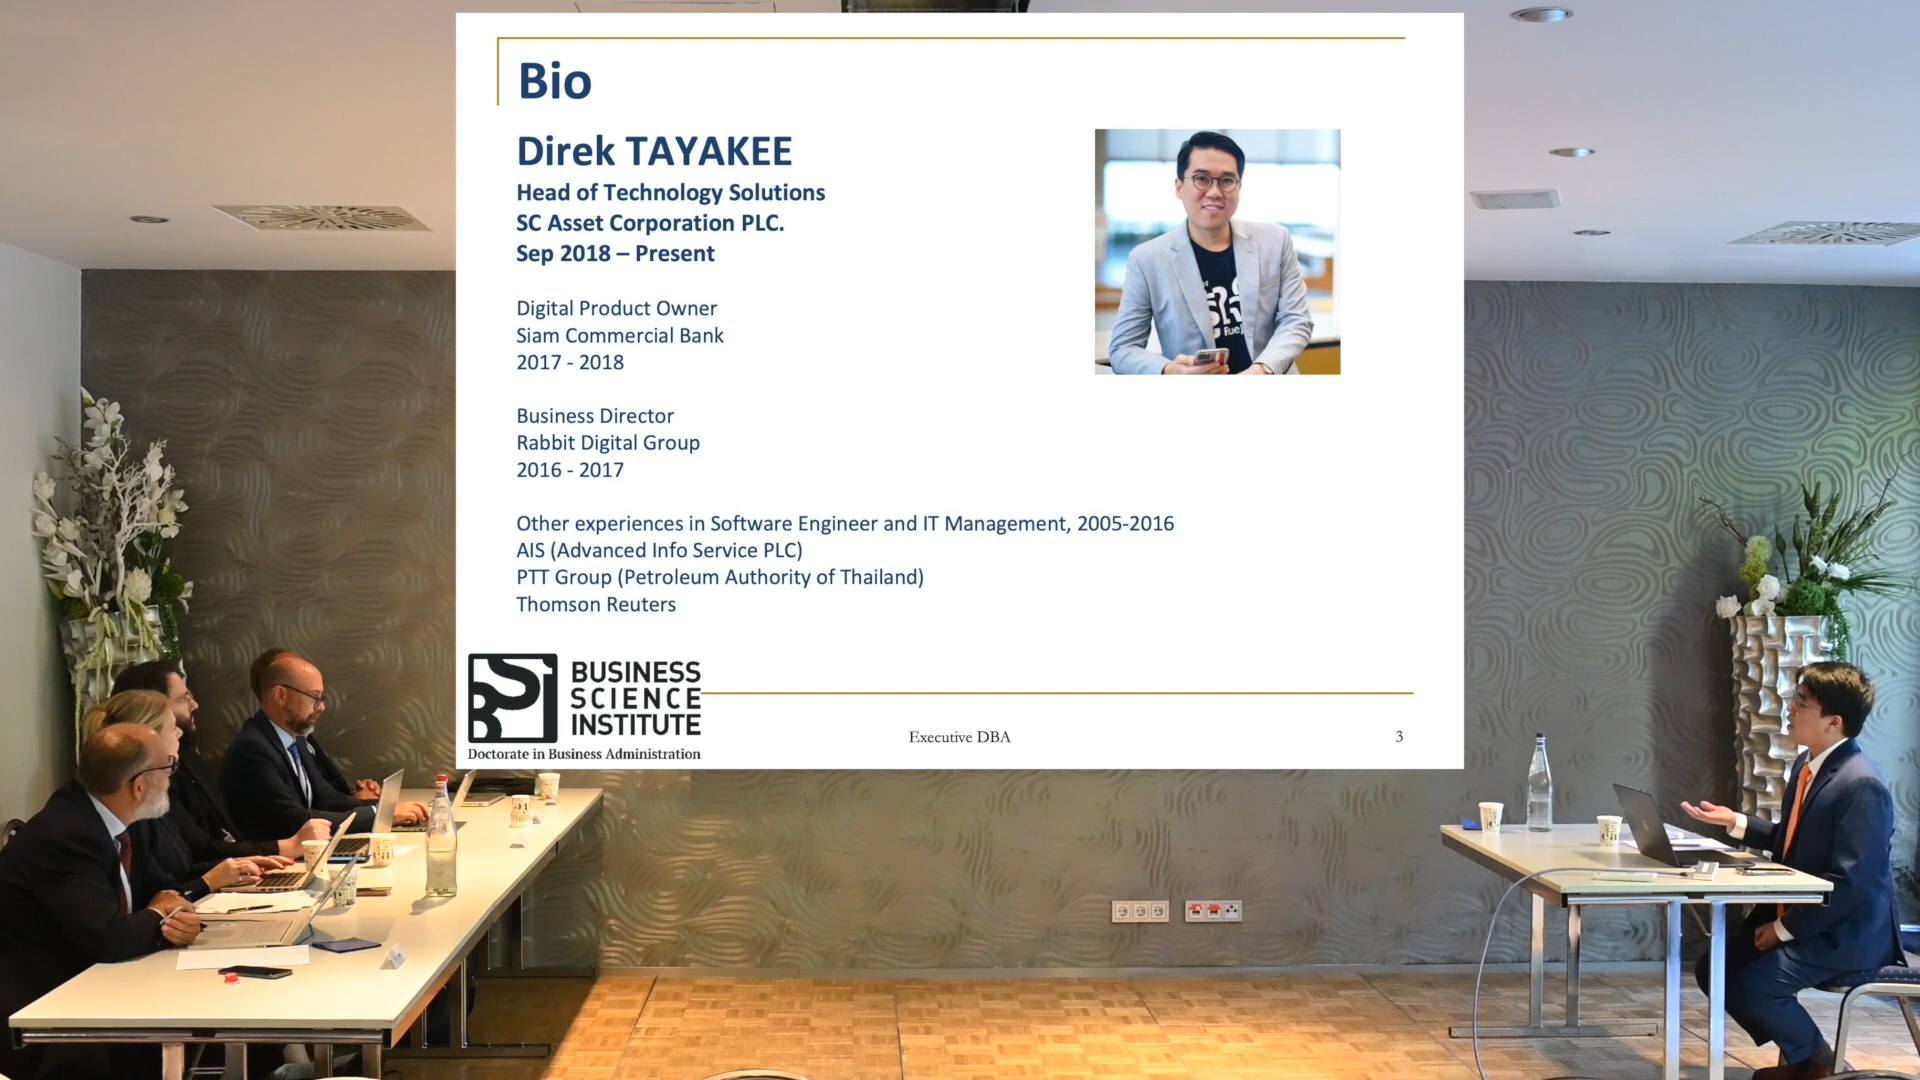 Bio
Direk TAYAKEE
Head of Technology Solutions
SC Asset Corporation PLC.
Sep 2018 – Present
Digital Product Owner
Siam Commercial Bank
2017 - 2018
Business Director
Rabbit Digital Group
2016 - 2017
Other experiences in Software Engineer and IT Management, 2005-2016
AIS (Advanced Info Service PLC)
PTT Group (Petroleum Authority of Thailand)
Thomson Reuters
BUSINESS
SCIENCE
INSTITUTE
Doctorate in Business Administration
Executive DBA
3